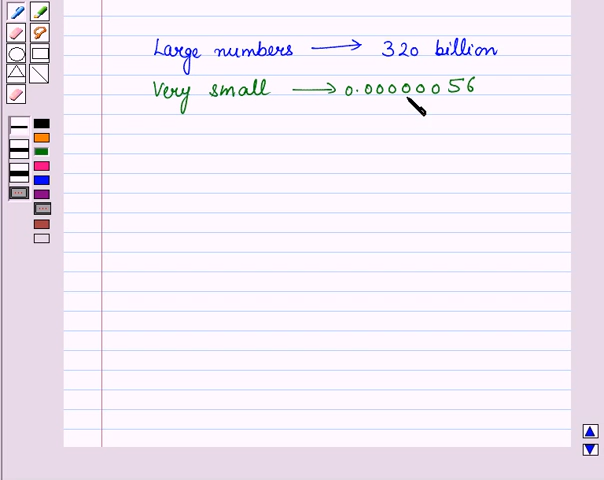 Large numbers → 320 billion
Very small → 0.00000056